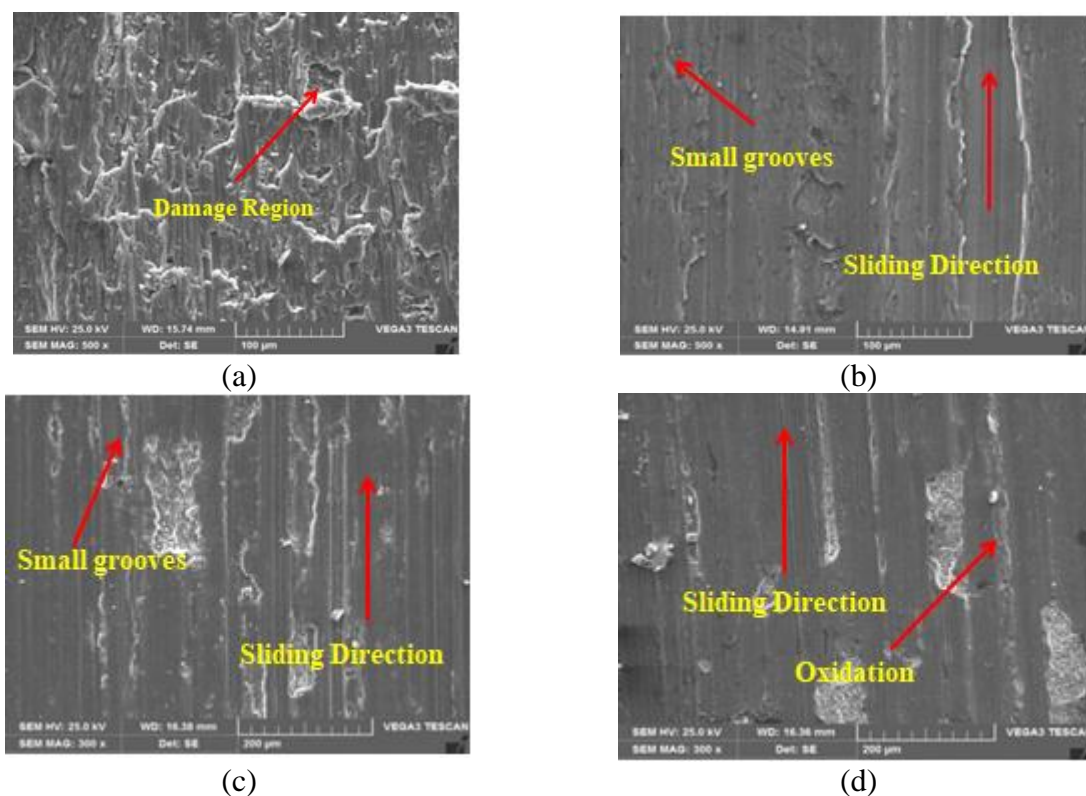 Damage Region
SEM HV: 25.0 kV WD: 15.74 mm VEGA3 TESCAN
SEM MAG: 500 x Det: SE 100 µm
(a)
Small grooves
Sliding Direction
SEM HV: 25.0 kV WD: 14.91 mm VEGA3 TESCAN
SEM MAG: 500 x Det: SE 100 µm
(b)
Small grooves
Sliding Direction
SEM HV: 25.0 kV WD: 16.38 mm VEGA3 TESCAN
SEM MAG: 300 x Det: SE 200 µm
(c)
Sliding Direction
Oxidation
SEM HV: 25.0 kV WD: 16.36 mm VEGA3 TESCAN
SEM MAG: 300 x Det: SE 200 µm
(d)